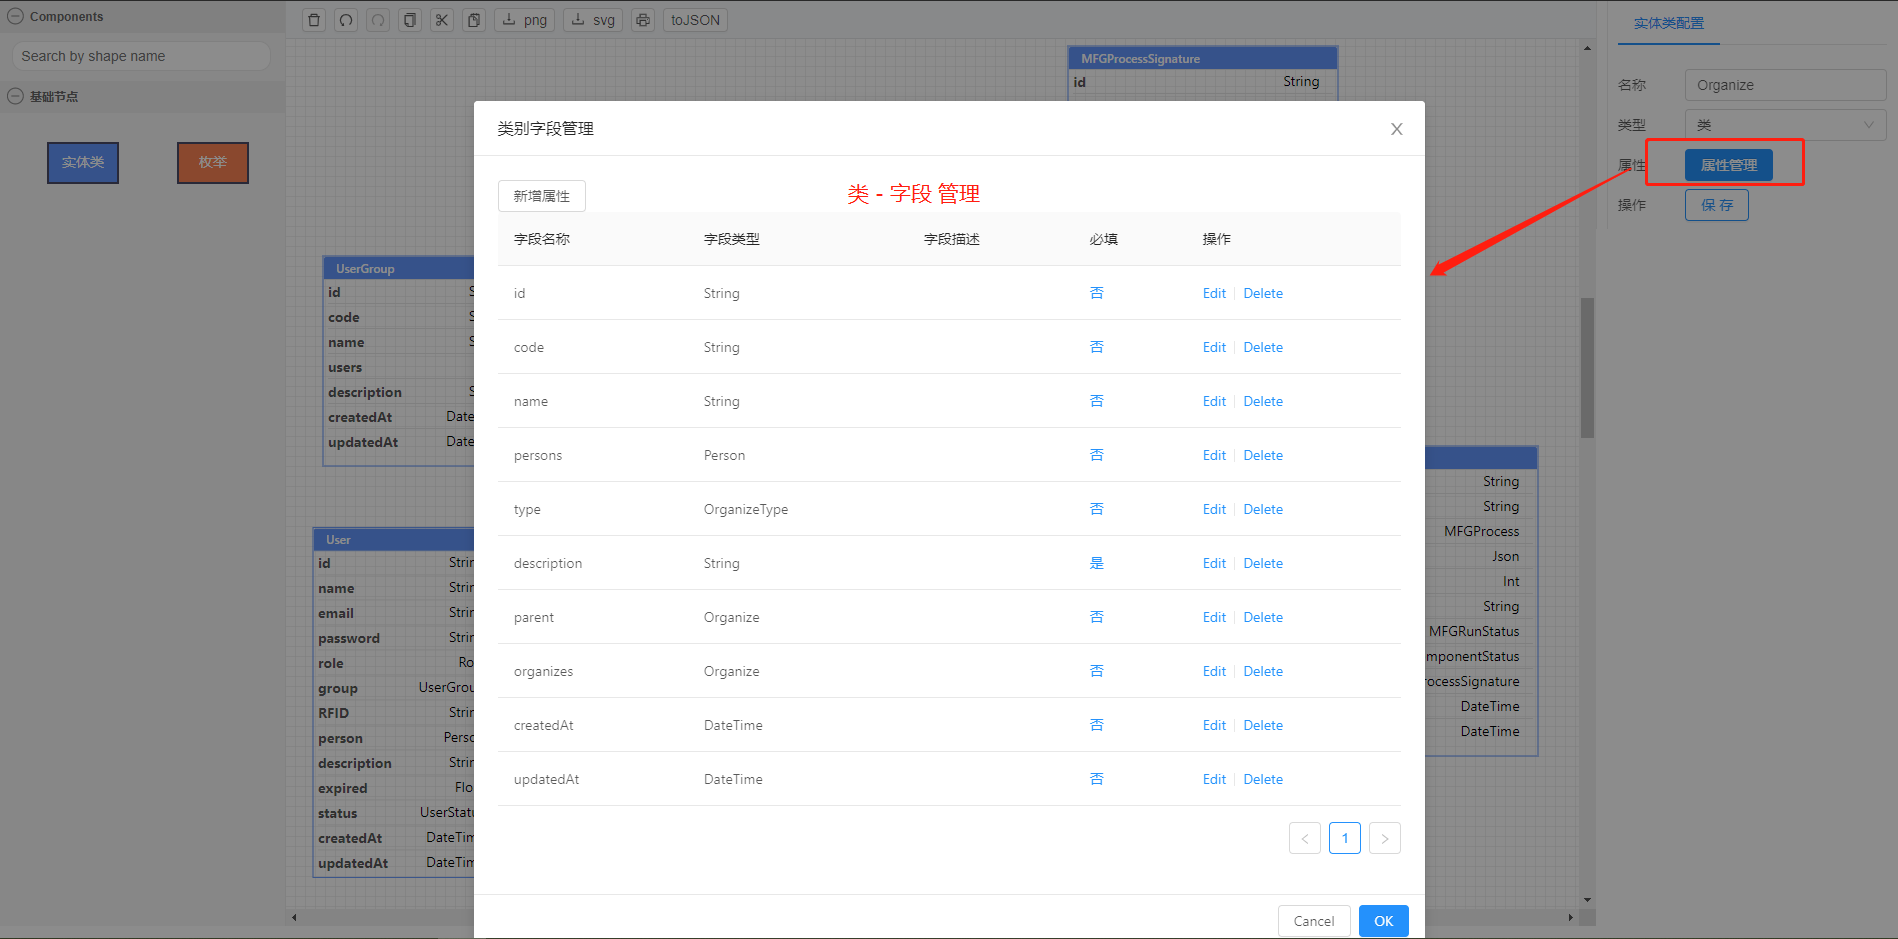 Components
Search by shape name
基础节点
实体类
枚举
png
svg
toJSON
MFGProcessSignature
id String
UserGroup
id
code
name
users
description
createdAt Date
updatedAt Date
User
id Strin
name Strin
email Strin
password Strin
role Ro
group UserGrou
RFID Strin
person Perso
description Strin
expired Flo
status UserStatu
createdAt DateTim
updatedAt DateTim
类别字段管理
新增属性
类 - 字段 管理
字段名称 字段类型 字段描述 必填 操作
id String 否 Edit Delete
code String 否 Edit Delete
name String 否 Edit Delete
persons Person 否 Edit Delete
type OrganizeType 否 Edit Delete
description String 是 Edit Delete
parent Organize 否 Edit Delete
organizes Organize 否 Edit Delete
createdAt DateTime 否 Edit Delete
updatedAt DateTime 否 Edit Delete
< 1 >
Cancel OK
String
String
MFGProcess
Json
Int
String
MFGRunStatus
mponentStatus
ocessSignature
DateTime
DateTime
实体类配置
名称 Organize
类型 类
属性 属性管理
操作 保 存